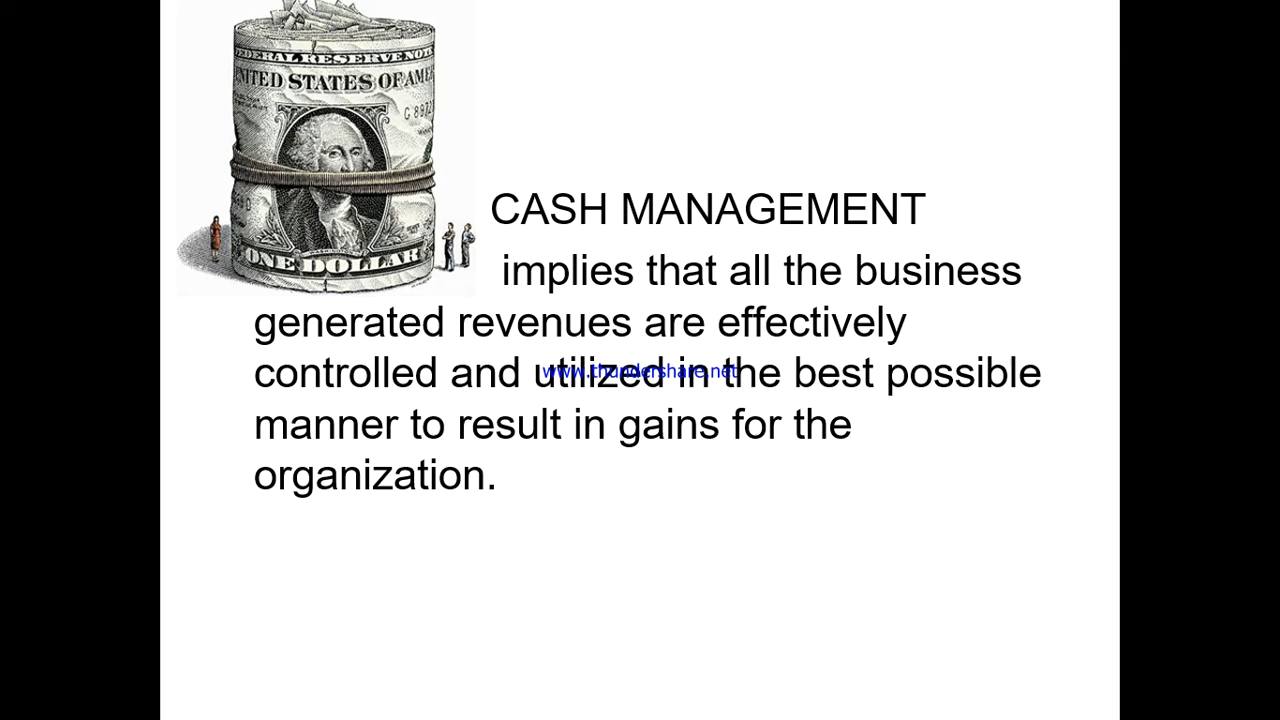 FEDERAL RESERVE NOTE
UNITED STATES OF AME
ONE DOLLAR
CASH MANAGEMENT
implies that all the business
generated revenues are effectively
controlled and utilized in the best possible
www.thundershare.net
manner to result in gains for the
organization.